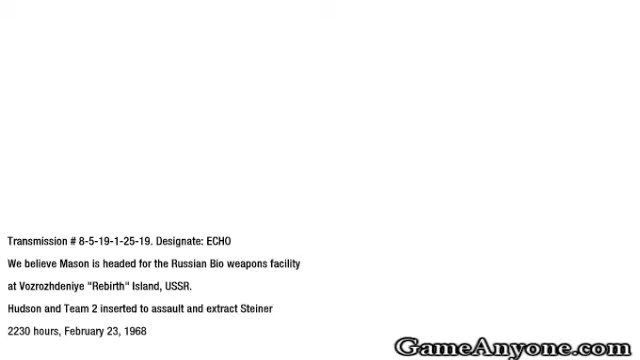 Transmission # 8-5-19-1-25-19. Designate: ECHO
We believe Mason is headed for the Russian Bio weapons facility
at Vozrozhdeniye "Rebirth" Island, USSR.
Hudson and Team 2 inserted to assault and extract Steiner
2230 hours, February 23, 1968
GameAnyone.com